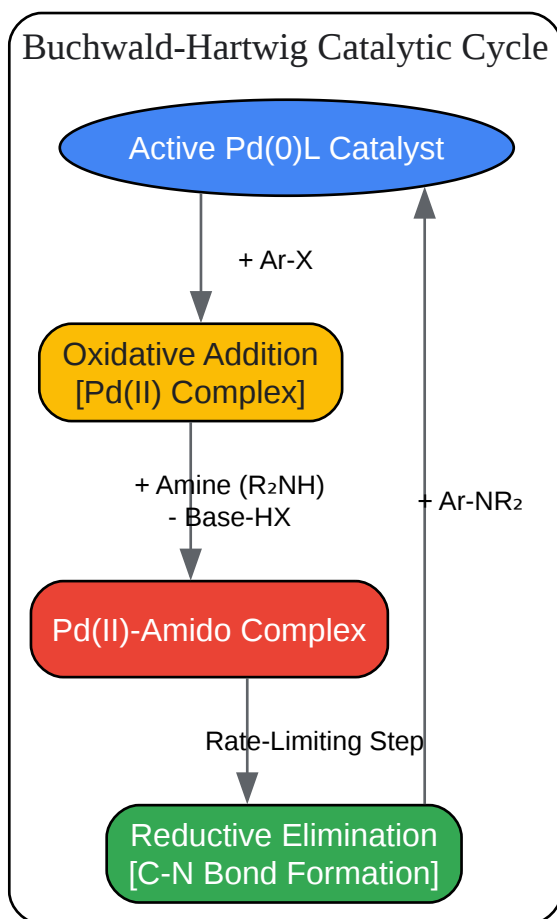 Buchwald-Hartwig Catalytic Cycle
Active Pd(0)L Catalyst
+ Ar-X
Oxidative Addition
[Pd(II) Complex]
+ Amine (R₂NH)
- Base-HX
+ Ar-NR₂
Pd(II)-Amido Complex
Rate-Limiting Step
Reductive Elimination
[C-N Bond Formation]